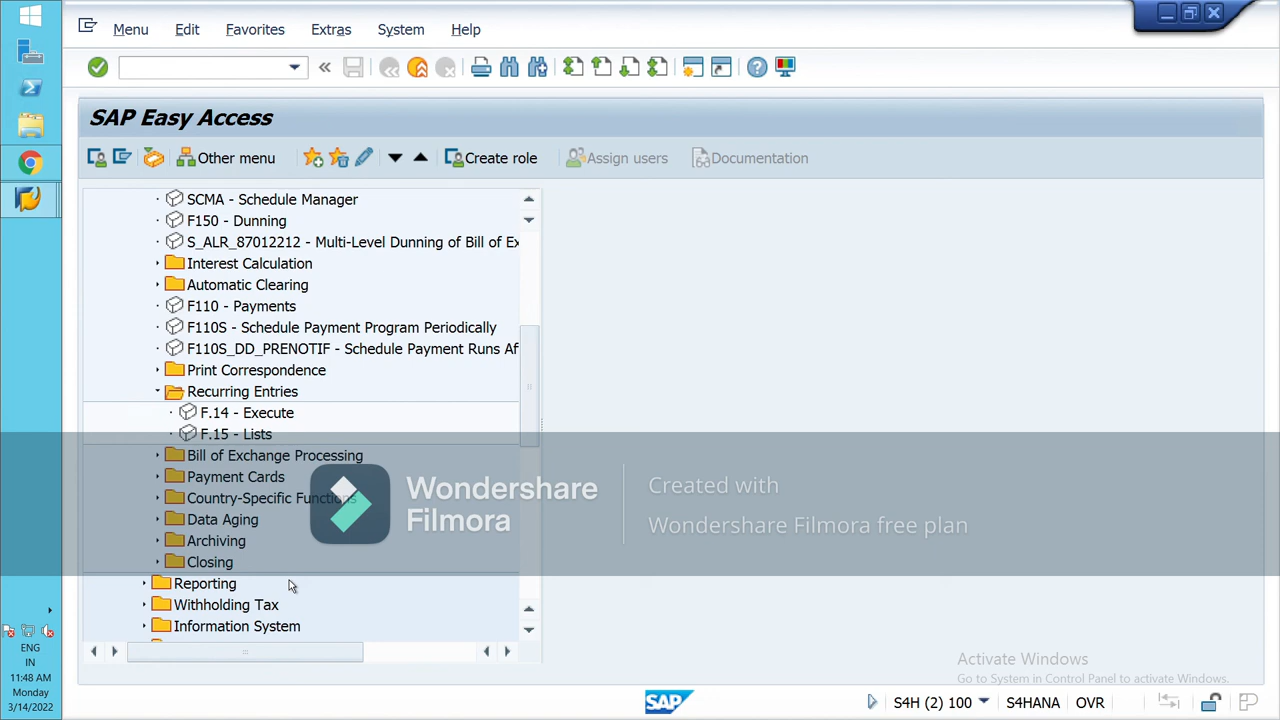 Menu Edit Favorites Extras System Help
SAP Easy Access
Other menu Create role Assign users Documentation
SCMA - Schedule Manager
F150 - Dunning
S_ALR_87012212 - Multi-Level Dunning of Bill of Ex
Interest Calculation
Automatic Clearing
F110 - Payments
F110S - Schedule Payment Program Periodically
F110S_DD_PRENOTIF - Schedule Payment Runs Af
Print Correspondence
Recurring Entries
F.14 - Execute
F.15 - Lists
Bill of Exchange Processing
Payment Cards
Country-Specific Functions
Data Aging
Archiving
Closing
Reporting
Withholding Tax
Information System
Wondershare
Filmora
Created with
Wondershare Filmora free plan
Activate Windows
Go to System in Control Panel to activate Windows.
SAP
S4H (2) 100 S4HANA OVR
ENG
IN
11:48 AM
Monday
3/14/2022